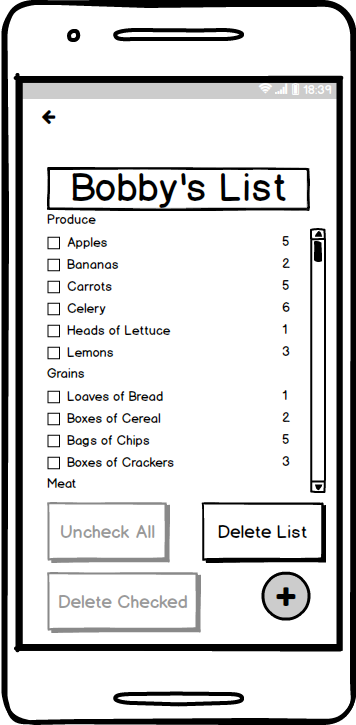 18:39
Bobby's List
Produce
Apples 5
Bananas 2
Carrots 5
Celery 6
Heads of Lettuce 1
Lemons 3
Grains
Loaves of Bread 1
Boxes of Cereal 2
Bags of Chips 5
Boxes of Crackers 3
Meat
Uncheck All Delete List
Delete Checked